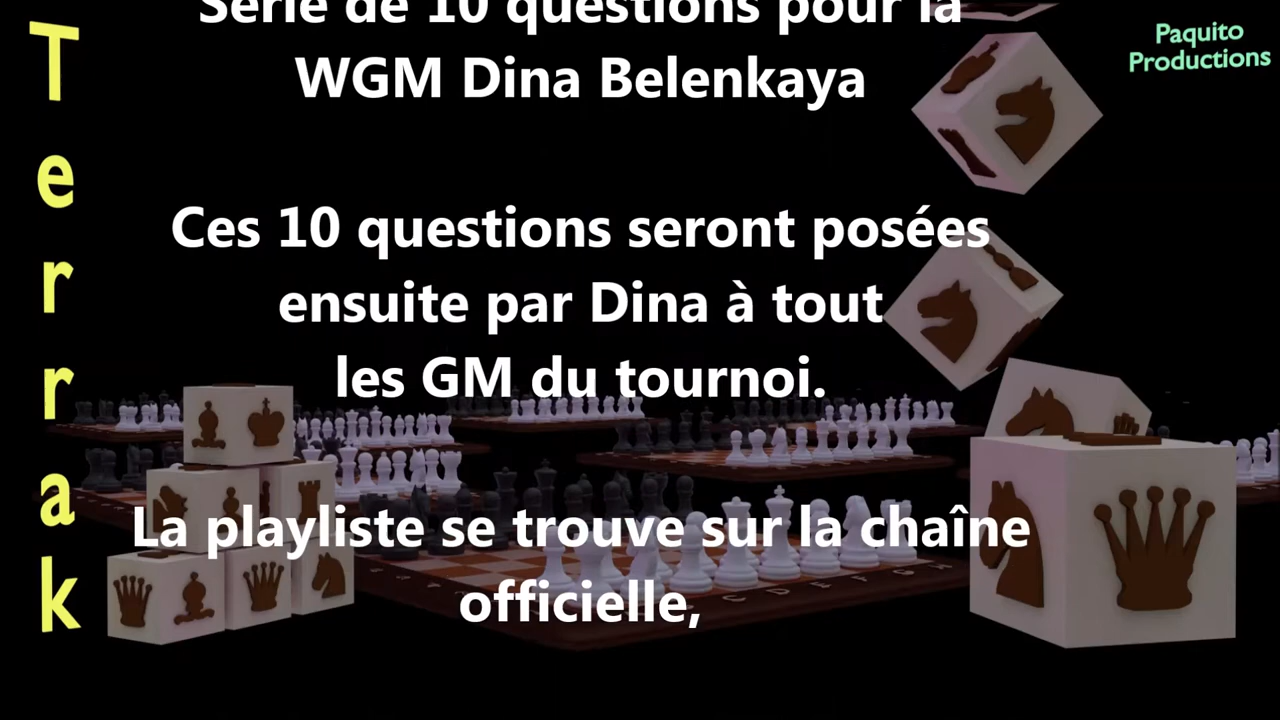 Série de 10 questions pour la
WGM Dina Belenkaya
Ces 10 questions seront posées
ensuite par Dina à tout
les GM du tournoi.
La playliste se trouve sur la chaîne
officielle,
Terrak
Paquito
Productions